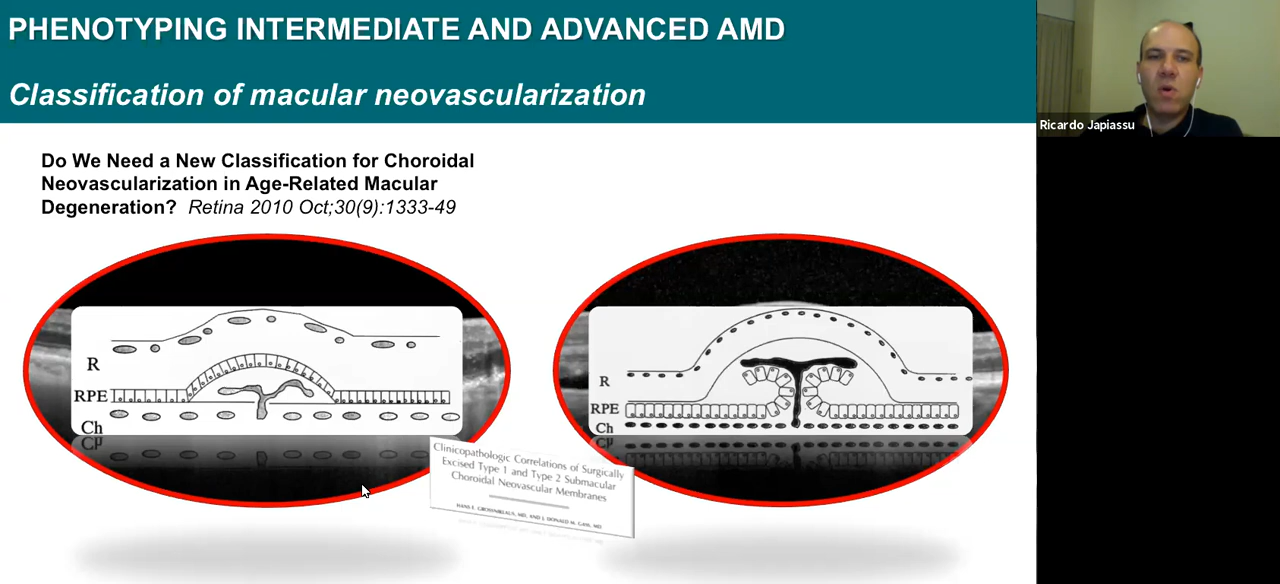 PHENOTYPING INTERMEDIATE AND ADVANCED AMD
Classification of macular neovascularization
Ricardo Japiassu
Do We Need a New Classification for Choroidal
Neovascularization in Age-Related Macular
Degeneration? Retina 2010 Oct;30(9):1333-49
R
RPE
Ch
R
RPE
Ch
Clinicopathologic Correlations of Surgically
Excised Type 1 and Type 2 Submacular
Choroidal Neovascular Membranes
HANS E. GROSSNIKLAUS, MD, AND J. DONALD M. GASS, MD